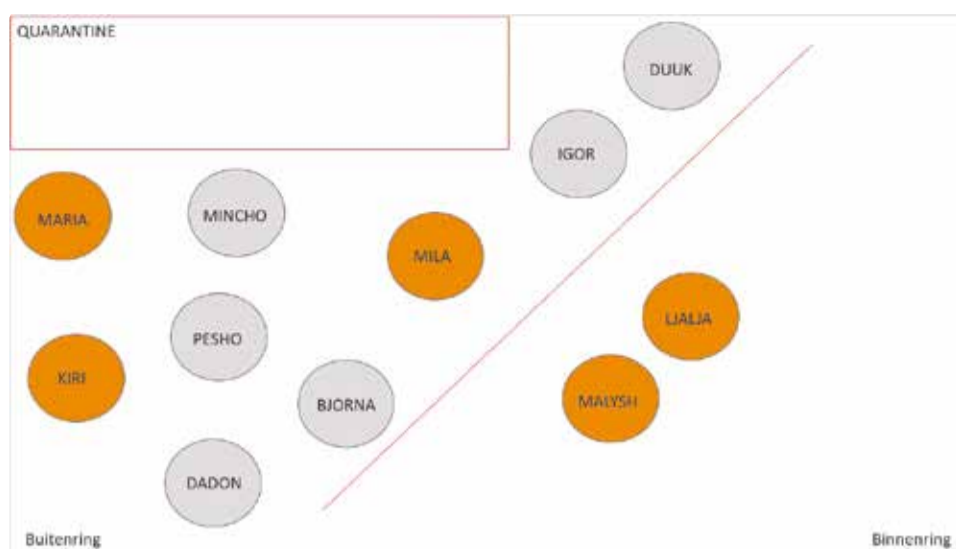 QUARANTINE
DUUK
IGOR
MARIA
MINCHO
MILA
LJALJA
PESHO
KIRI
MALYSH
BJORNA
DADON
Buitenring
Binnenring